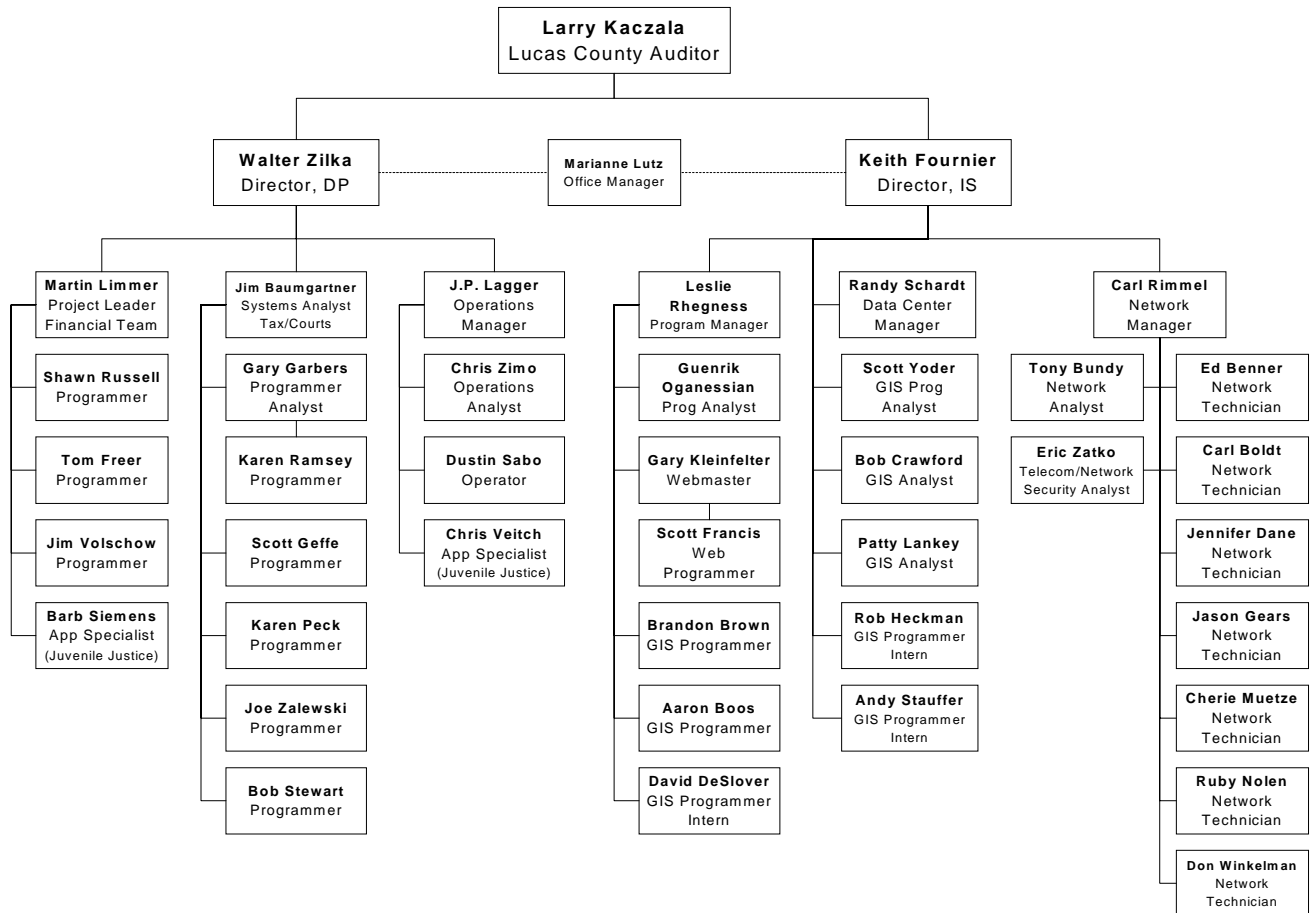 Larry Kaczala
Lucas County Auditor
Walter Zilka
Director, DP
Marianne Lutz
Office Manager
Keith Fournier
Director, IS
Martin Limmer
Project Leader
Financial Team
Shawn Russell
Programmer
Tom Freer
Programmer
Jim Volschow
Programmer
Barb Siemens
App Specialist
(Juvenile Justice)
Jim Baumgartner
Systems Analyst
Tax/Courts
Gary Garbers
Programmer
Analyst
Karen Ramsey
Programmer
Scott Geffe
Programmer
Karen Peck
Programmer
Joe Zalewski
Programmer
Bob Stewart
Programmer
J.P. Lagger
Operations
Manager
Chris Zimo
Operations
Analyst
Dustin Sabo
Operator
Chris Veitch
App Specialist
(Juvenile Justice)
Leslie
Rhegness
Program Manager
Guenrik
Oganessian
Prog Analyst
Gary Kleinfelter
Webmaster
Scott Francis
Web
Programmer
Brandon Brown
GIS Programmer
Aaron Boos
GIS Programmer
David DeSlover
GIS Programmer
Intern
Randy Schardt
Data Center
Manager
Scott Yoder
GIS Prog
Analyst
Bob Crawford
GIS Analyst
Patty Lankey
GIS Analyst
Rob Heckman
GIS Programmer
Intern
Andy Stauffer
GIS Programmer
Intern
Carl Rimmel
Network
Manager
Tony Bundy
Network
Analyst
Eric Zatko
Telecom/Network
Security Analyst
Ed Benner
Network
Technician
Carl Boldt
Network
Technician
Jennifer Dane
Network
Technician
Jason Gears
Network
Technician
Cherie Muetze
Network
Technician
Ruby Nolen
Network
Technician
Don Winkelman
Network
Technician